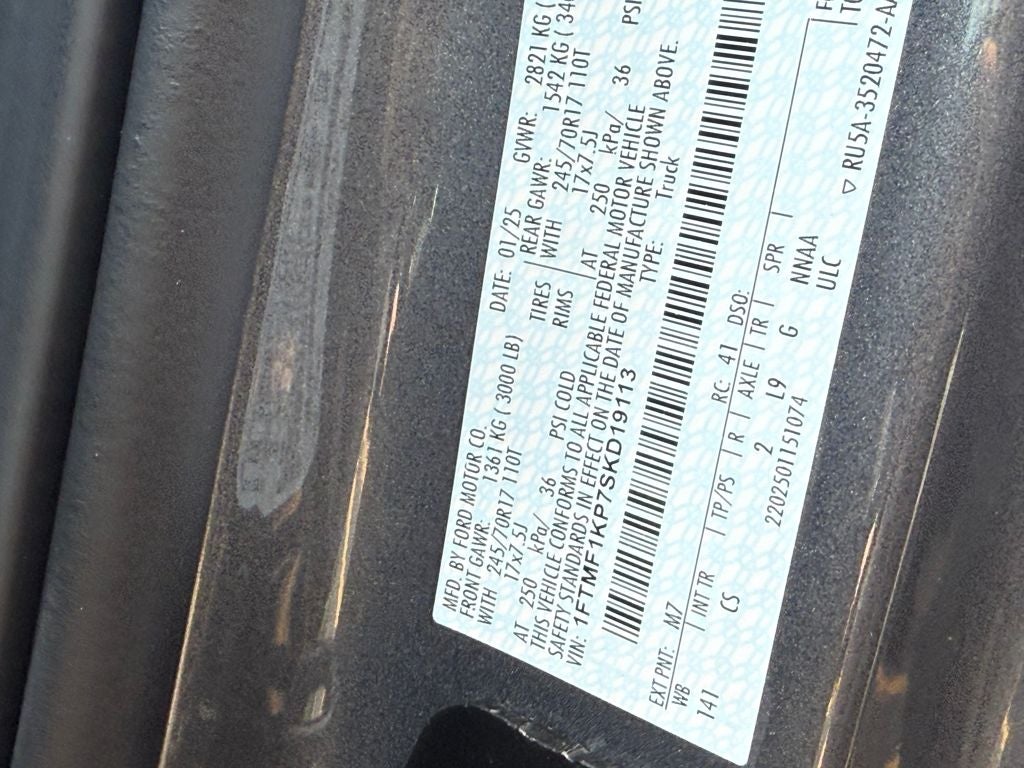 MFD. BY FORD MOTOR CO.
DATE: 01/25 GVWR: 2821 KG (
FRONT GAWR: 1361 KG ( 3000 LB) REAR GAWR: 1542 KG ( 340
WITH 245/70R17 110T TIRES WITH 245/70R17 110T
17x7.5J RIMS 17x7.5J
AT 250 kPa/ 36 PSI COLD AT 250 kPa/ 36 PSI
THIS VEHICLE CONFORMS TO ALL APPLICABLE FEDERAL MOTOR VEHICLE
SAFETY STANDARDS IN EFFECT ON THE DATE OF MANUFACTURE SHOWN ABOVE.
VIN: 1FTMF1KP7SKD19113 TYPE: Truck
EXT PNT: M7 RC: 41 DSO:
WB INTTR TP/PS R AXLE TR SPR
141 CS 2 L9 G NNAA
2202501151074 ULC
▽ RU5A-3520472-AA